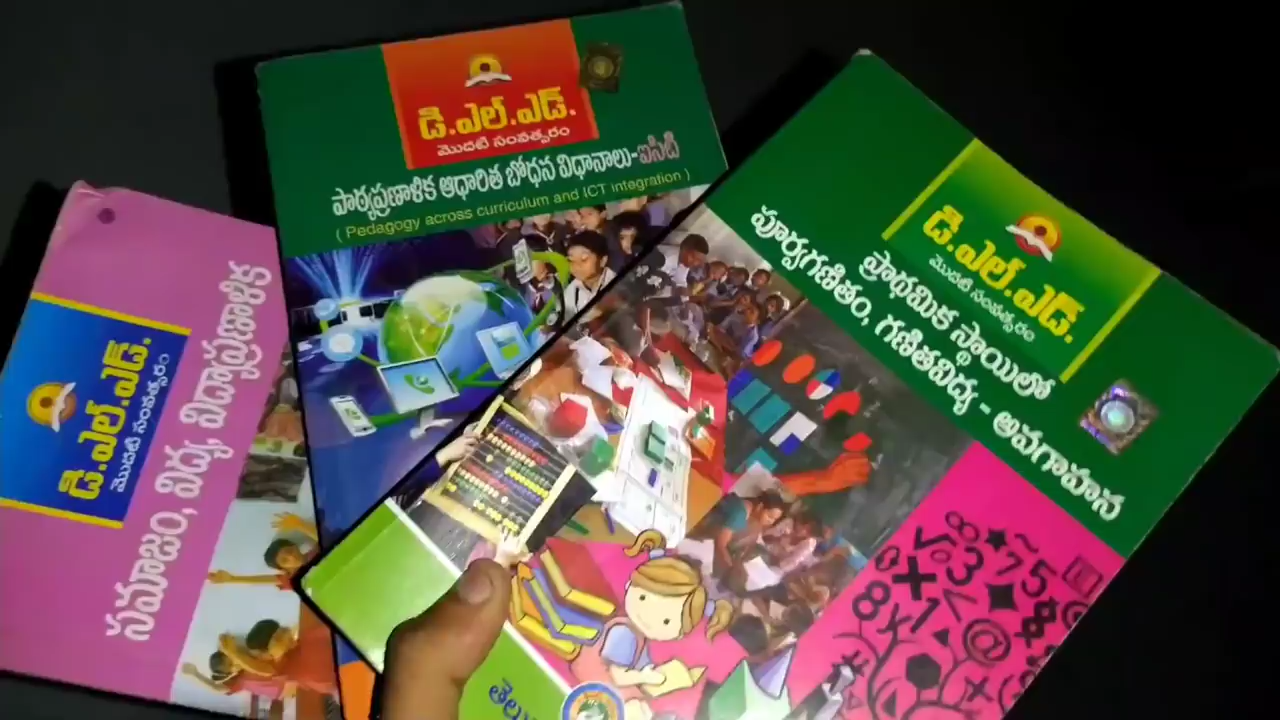 డి.ఎల్.ఎడ్.
మొదటి సంవత్సరం
సమాజం, విద్య, విద్యాప్రణాళిక
డి.ఎల్.ఎడ్.
మొదటి సంవత్సరం
పాఠ్యప్రణాళిక ఆధారిత బోధన విధానాలు-ఐసిటి
( Pedagogy across curriculum and ICT integration )
డి.ఎల్.ఎడ్.
మొదటి సంవత్సరం
ప్రాథమిక స్థాయిలో
పూర్వగణితం, గణితవిద్య - అవగాహన